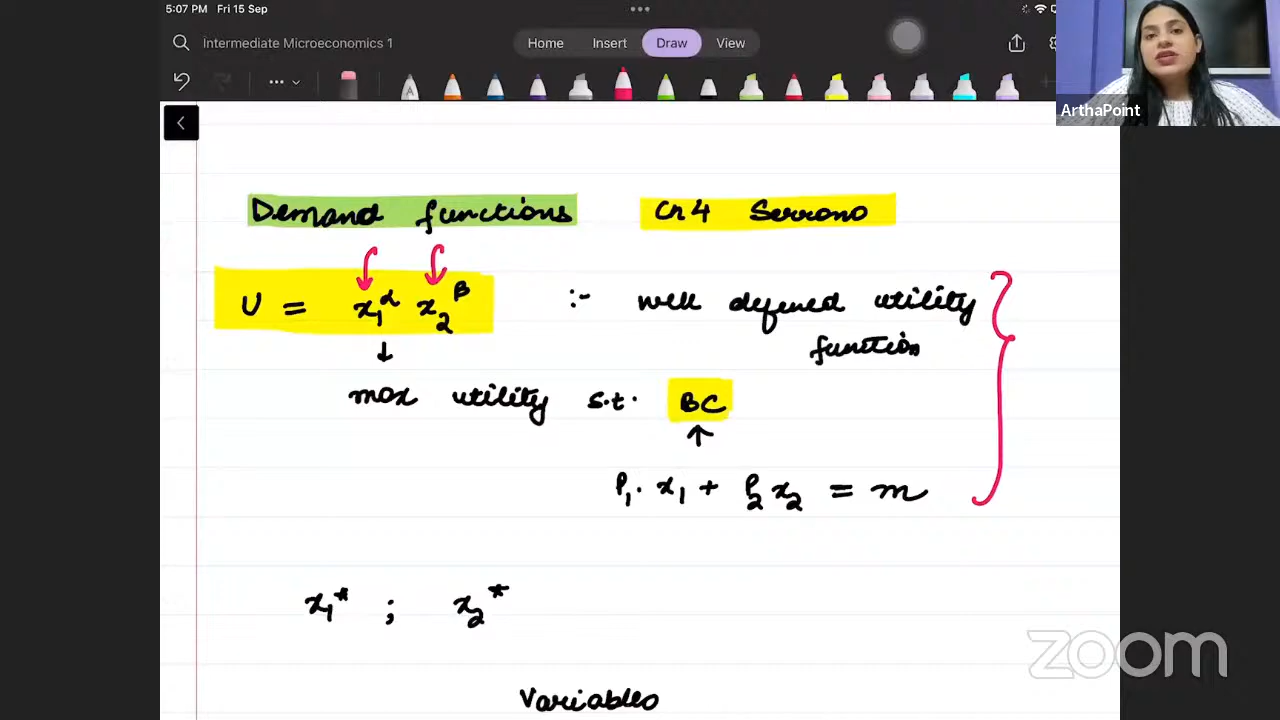 5:07 PM Fri 15 Sep
Intermediate Microeconomics 1
Home Insert Draw View
ArthaPoint
Demand functions Ch 4 Serrono
U = x₁^α x₂^β :- well defined utility
function
max utility s.t. BC
P₁. x₁ + P₂ x₂ = m
x₁* ; x₂*
zoom
Variables